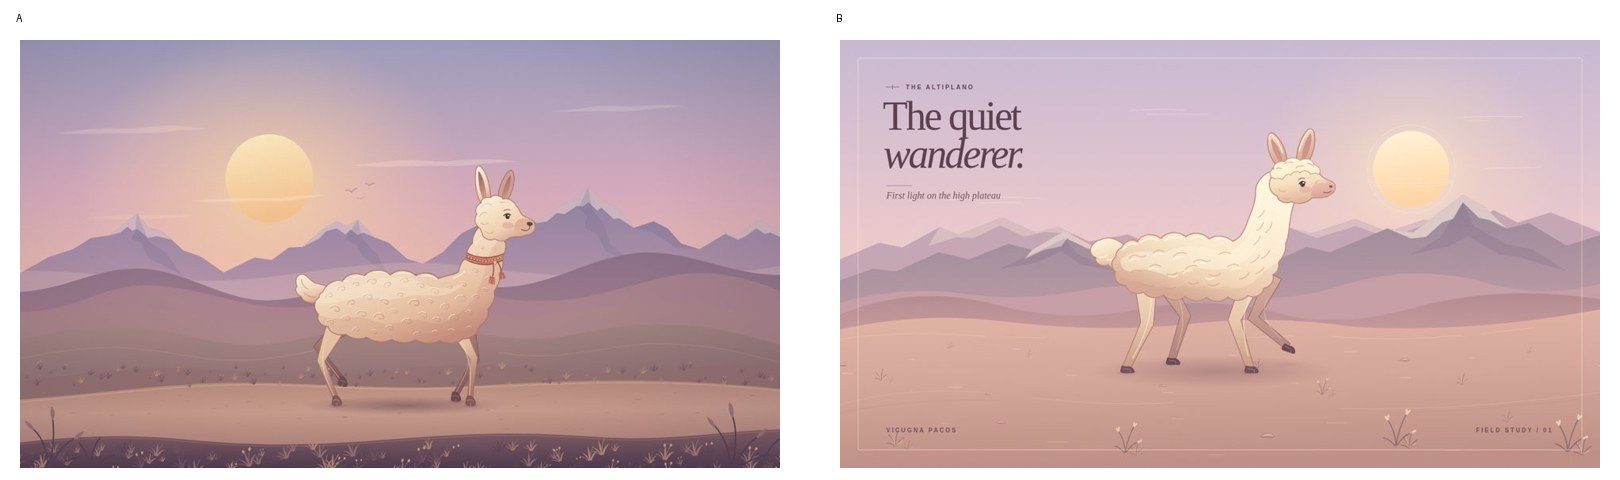 A
B
THE ALTIPLANO
The quiet
wanderer.
First light on the high plateau
VICUGNA PACOS
FIELD STUDY / 01